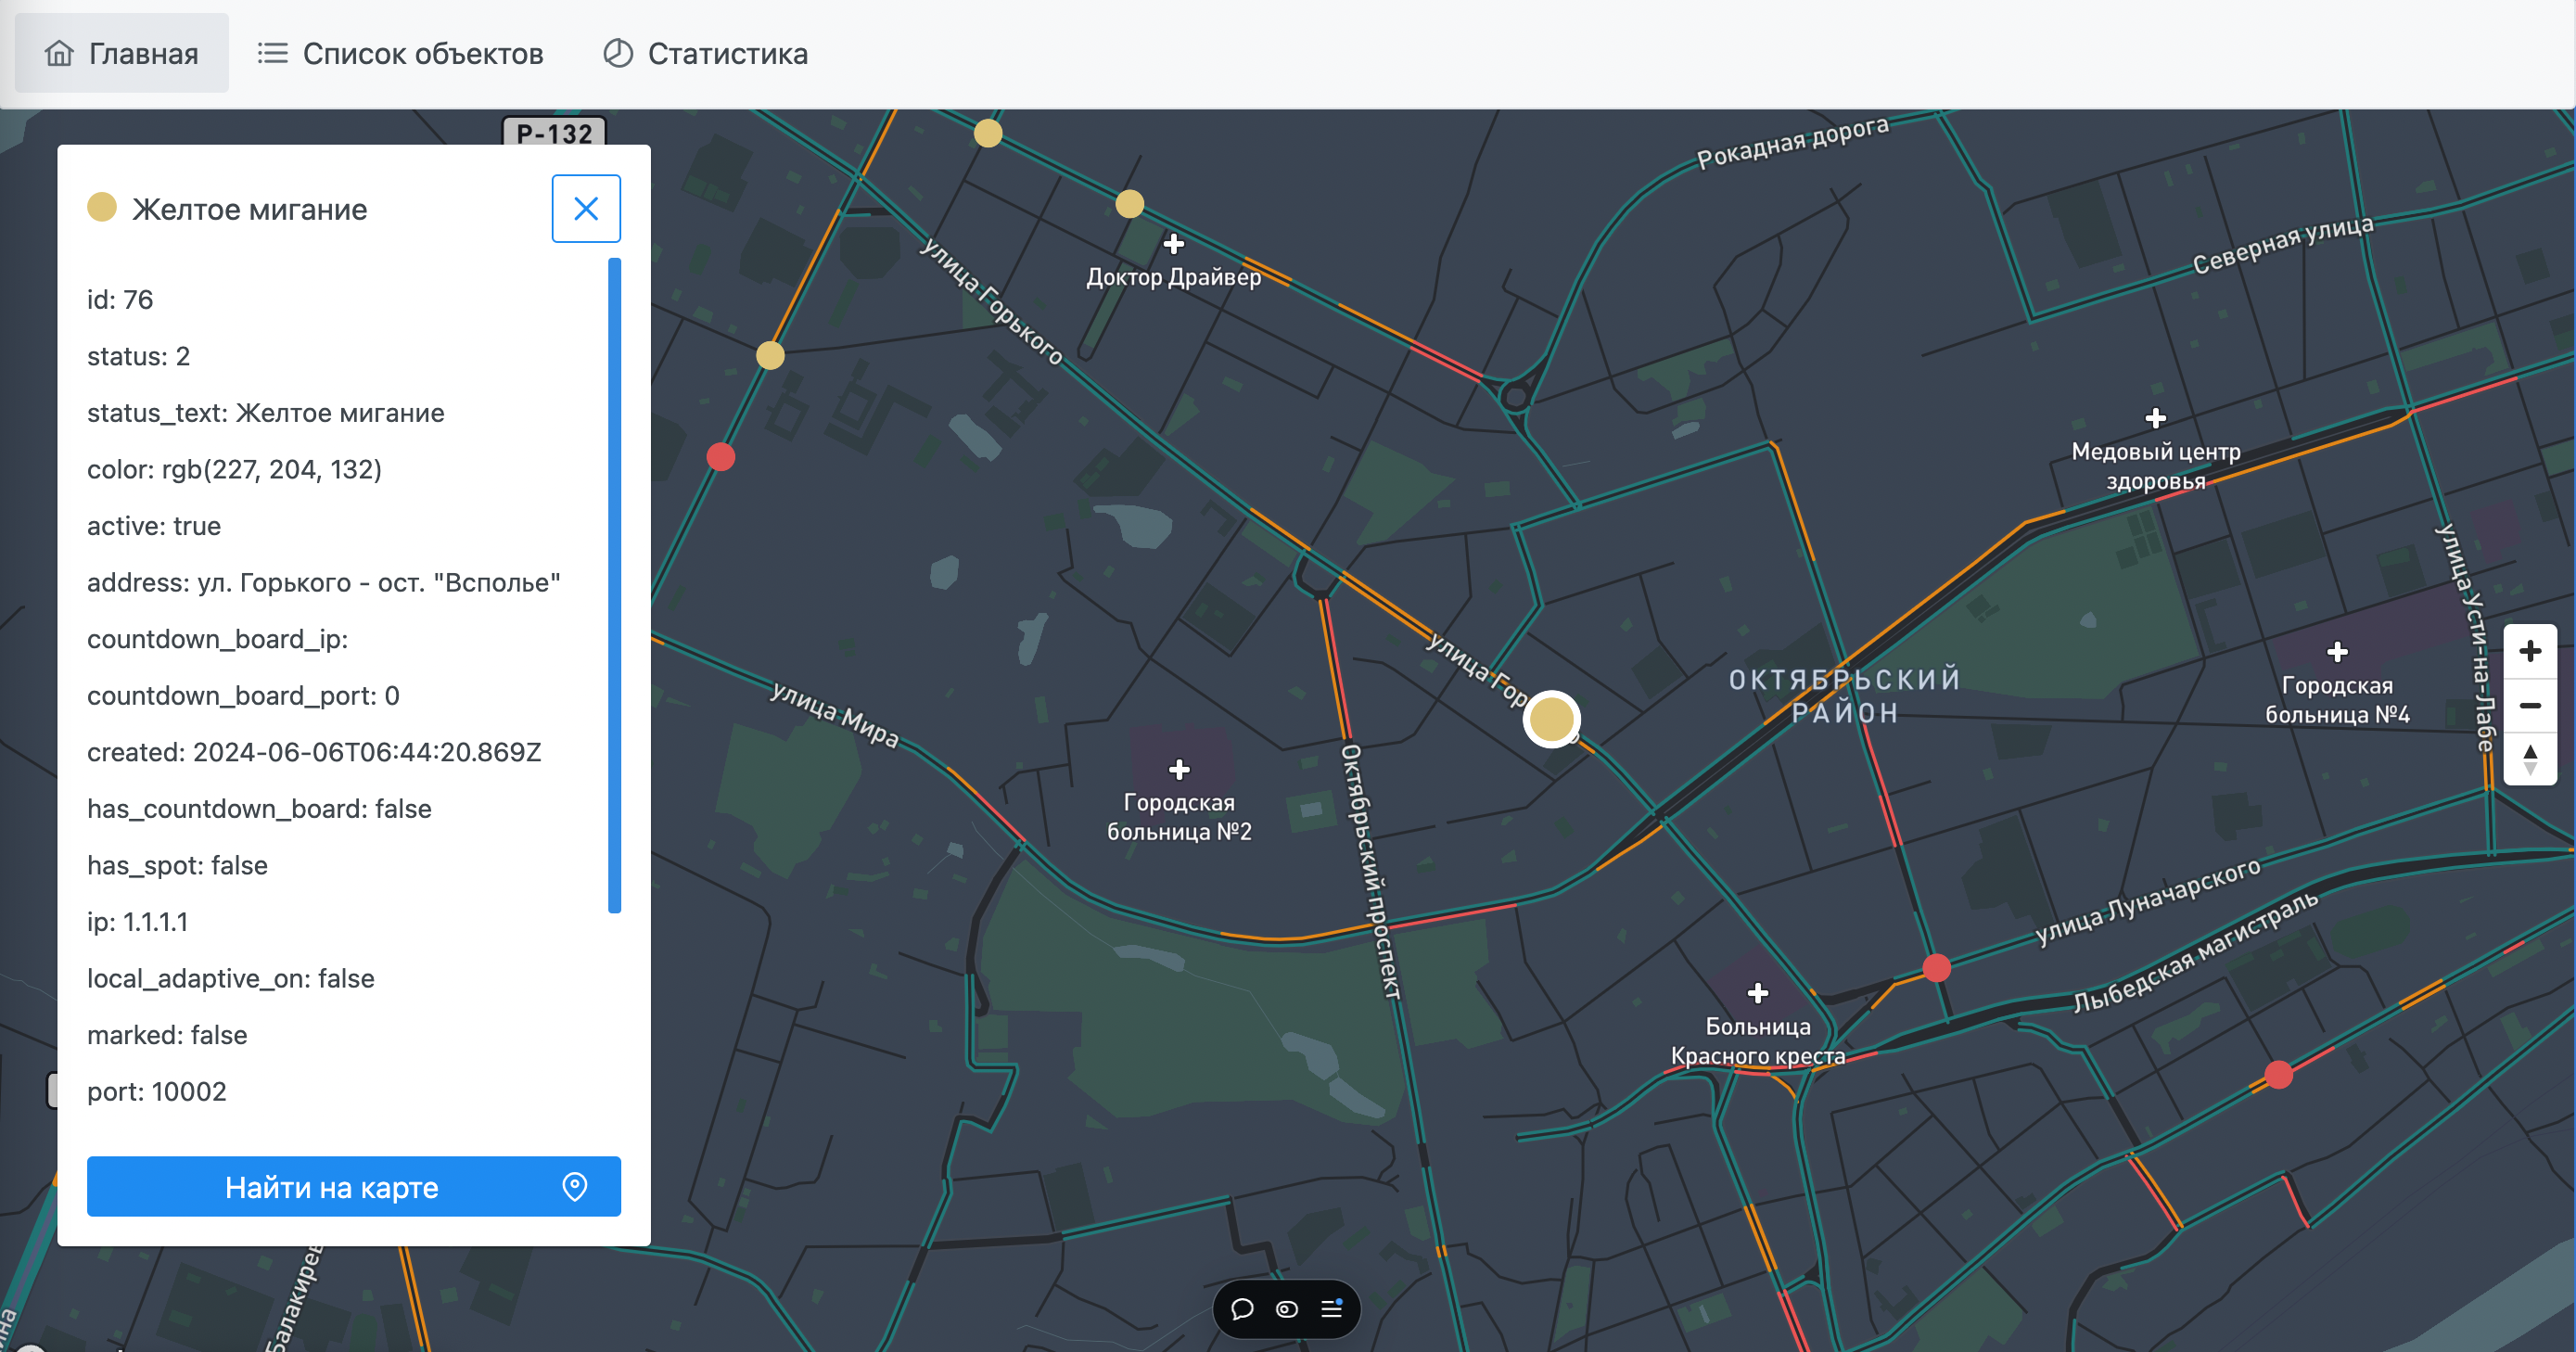 Главная
Список объектов
Статистика
Р-132
Желтое мигание
id: 76
status: 2
status_text: Желтое мигание
color: rgb(227, 204, 132)
active: true
address: ул. Горького - ост. "Всполье"
countdown_board_ip:
countdown_board_port: 0
created: 2024-06-06T06:44:20.869Z
has_countdown_board: false
has_spot: false
ip: 1.1.1.1
local_adaptive_on: false
marked: false
port: 10002
Найти на карте
Рокадная дорога
Северная улица
улица Горького
Доктор Драйвер
Медовый центр
здоровья
улица Усти-на-Лабе
улица Гор
ОКТЯБРЬСКИЙ
РАЙОН
Городская
больница №4
улица Мира
Октябрьский проспект
Городская
больница №2
улица Луначарского
Лыбедская магистраль
Больница
Красного креста
Балакирев